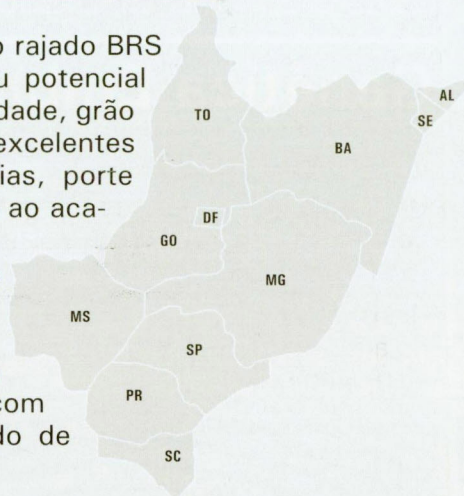 o rajado BRS
u potencial
dade, grão
excelentes
ias, porte
ao aca-
com
do de
TO
AL
SE
BA
DF
GO
MG
MS
SP
PR
SC